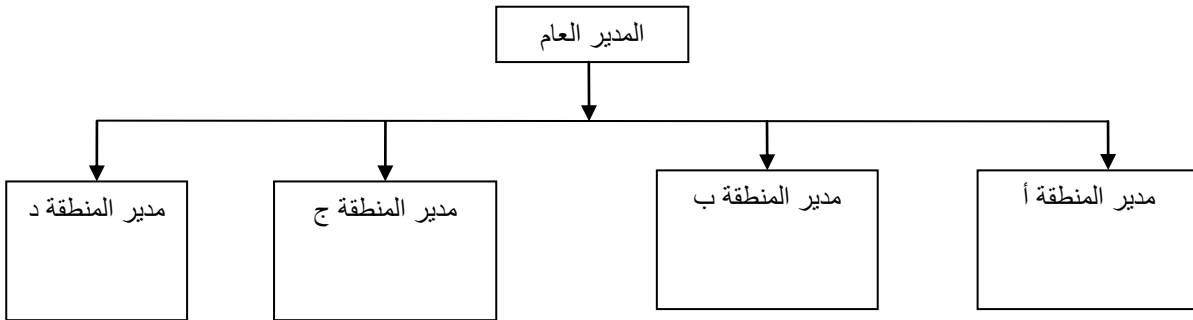 المدير العام
مدير المنطقة أ
مدير المنطقة ب
مدير المنطقة ج
مدير المنطقة د